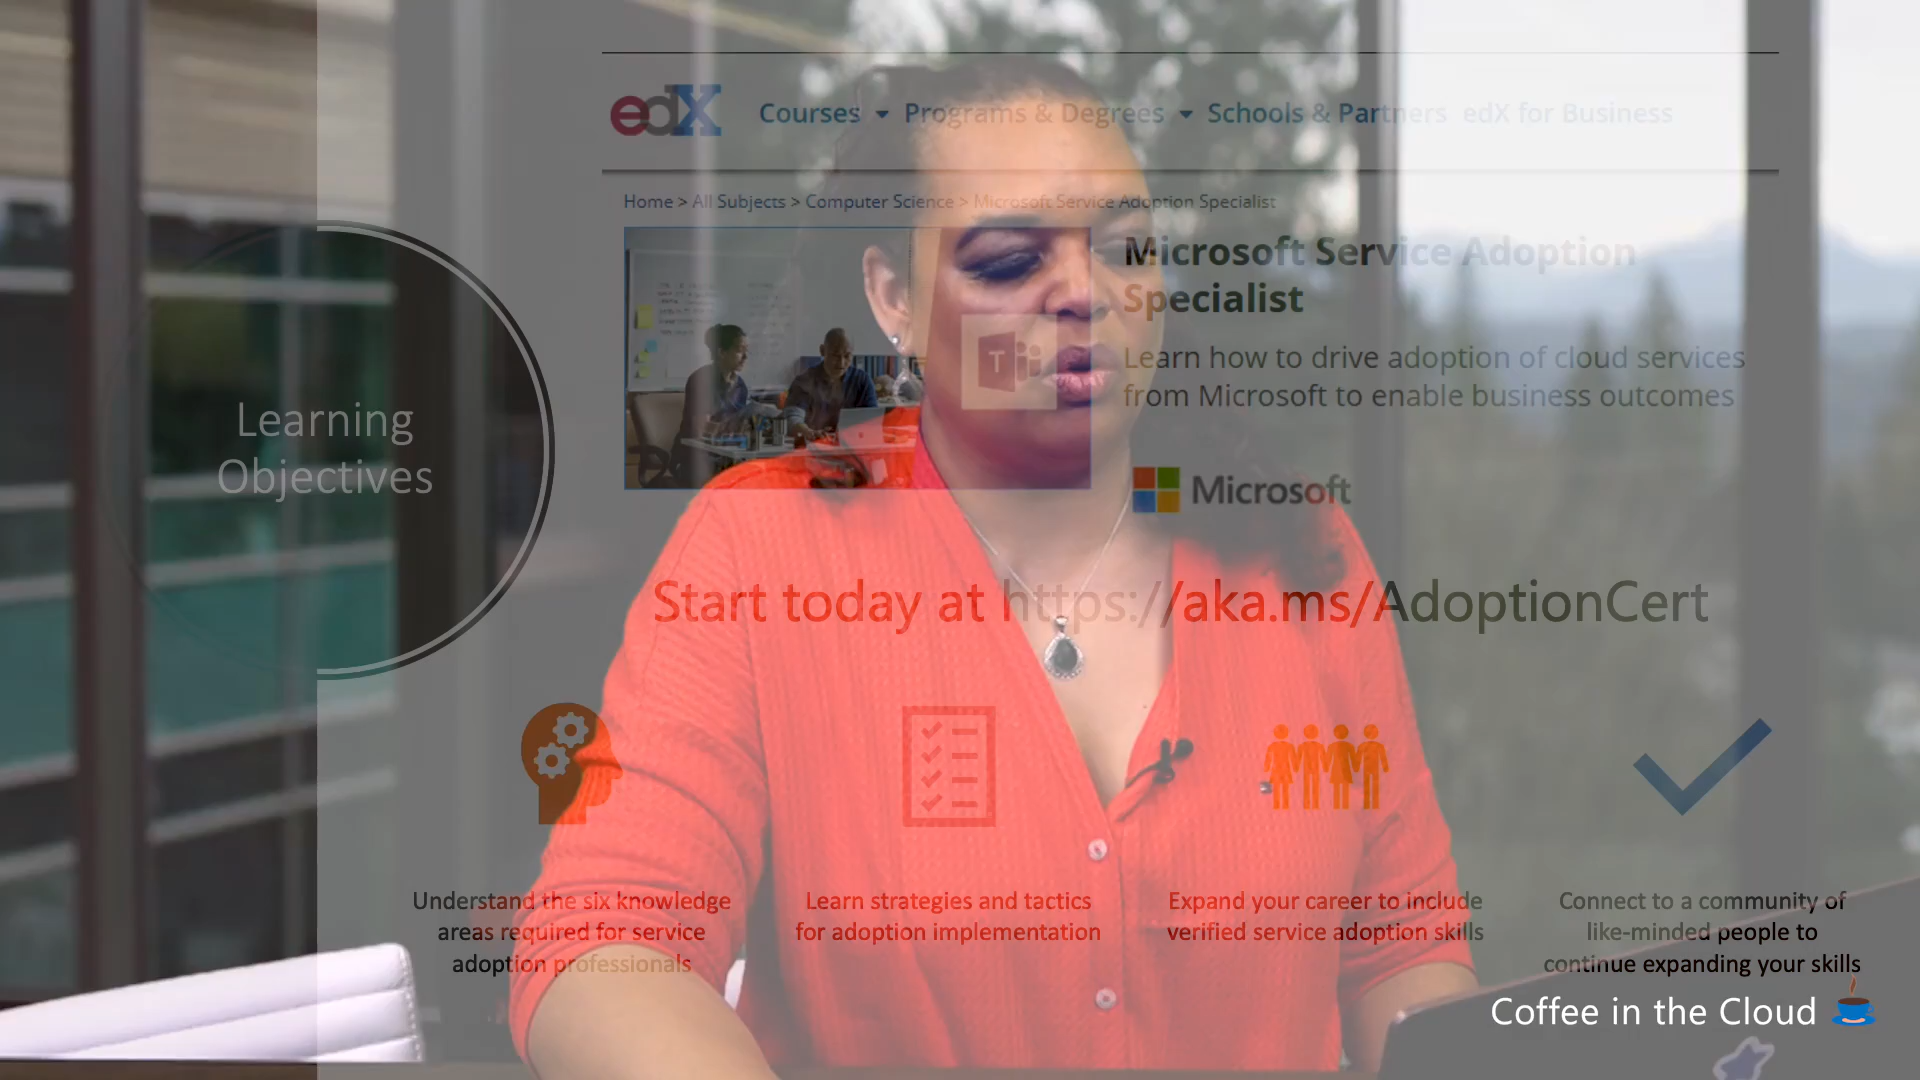 edX Courses Programs & Degrees Schools & Partners edX for Business
Home > All Subjects > Computer Science > Microsoft Service Adoption Specialist
Microsoft Service Adoption
Specialist
Learn how to drive adoption of cloud services
from Microsoft to enable business outcomes
T
Microsoft
Learning
Objectives
Start today at https://aka.ms/AdoptionCert
Understand the six knowledge
areas required for service
adoption professionals
Learn strategies and tactics
for adoption implementation
Expand your career to include
verified service adoption skills
Connect to a community of
like-minded people to
continue expanding your skills
Coffee in the Cloud